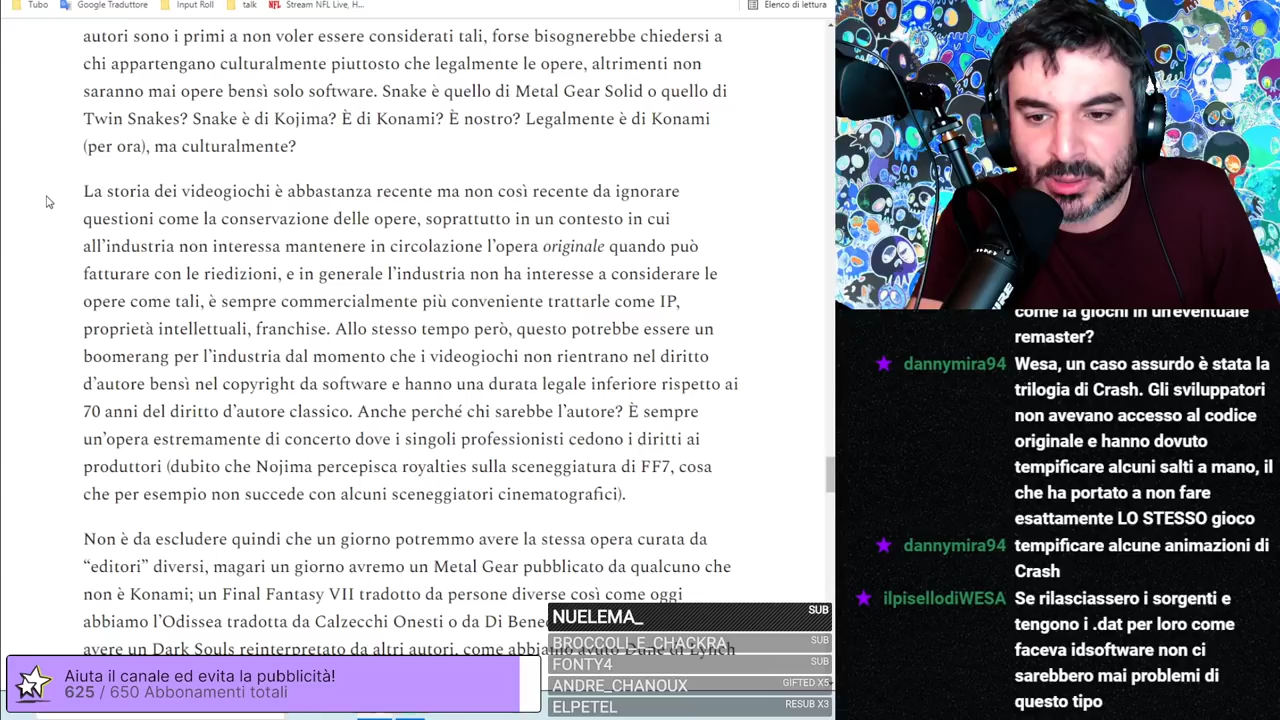 Tubo
Google Traduttore
Input Roll
talk
Stream NFL Live, H...
Elenco di lettura
autori sono i primi a non voler essere considerati tali, forse bisognerebbe chiedersi a
chi appartengano culturalmente piuttosto che legalmente le opere, altrimenti non
saranno mai opere bensì solo software. Snake è quello di Metal Gear Solid o quello di
Twin Snakes? Snake è di Kojima? È di Konami? È nostro? Legalmente è di Konami
(per ora), ma culturalmente?
La storia dei videogiochi è abbastanza recente ma non così recente da ignorare
questioni come la conservazione delle opere, soprattutto in un contesto in cui
all'industria non interessa mantenere in circolazione l'opera originale quando può
fatturare con le riedizioni, e in generale l'industria non ha interesse a considerare le
opere come tali, è sempre commercialmente più conveniente trattarle come IP,
proprietà intellettuali, franchise. Allo stesso tempo però, questo potrebbe essere un
boomerang per l'industria dal momento che i videogiochi non rientrano nel diritto
d'autore bensì nel copyright da software e hanno una durata legale inferiore rispetto ai
70 anni del diritto d'autore classico. Anche perché chi sarebbe l'autore? È sempre
un'opera estremamente di concerto dove i singoli professionisti cedono i diritti ai
produttori (dubito che Nojima percepisca royalties sulla sceneggiatura di FF7, cosa
che per esempio non succede con alcuni sceneggiatori cinematografici).
Non è da escludere quindi che un giorno potremmo avere la stessa opera curata da
"editori" diversi, magari un giorno avremo un Metal Gear pubblicato da qualcuno che
non è Konami; un Final Fantasy VII tradotto da persone diverse così come oggi
abbiamo l'Odissea tradotta da Calzecchi Onesti o da Di Bene
avere un Dark Souls reinterpretato da altri autori, come abbiamo avuto Dune di Lynch
Aiuta il canale ed evita la pubblicità!
625 / 650 Abbonamenti totali
NUELEMA_ SUB
BROCCOLI_E_CHACKRA SUB
FONTY4 SUB
ANDRE_CHANOUX GIFTED X5
ELPETEL RESUB X3
come la giochi in un'eventuale
remaster?
dannymira94 Wesa, un caso assurdo è stata la
trilogia di Crash. Gli sviluppatori
non avevano accesso al codice
originale e hanno dovuto
tempificare alcuni salti a mano, il
che ha portato a non fare
esattamente LO STESSO gioco
dannymira94 tempificare alcune animazioni di
Crash
ilpisellodiWESA Se rilasciassero i sorgenti e
tengono i .dat per loro come
faceva idsoftware non ci
sarebbero mai problemi di
questo tipo